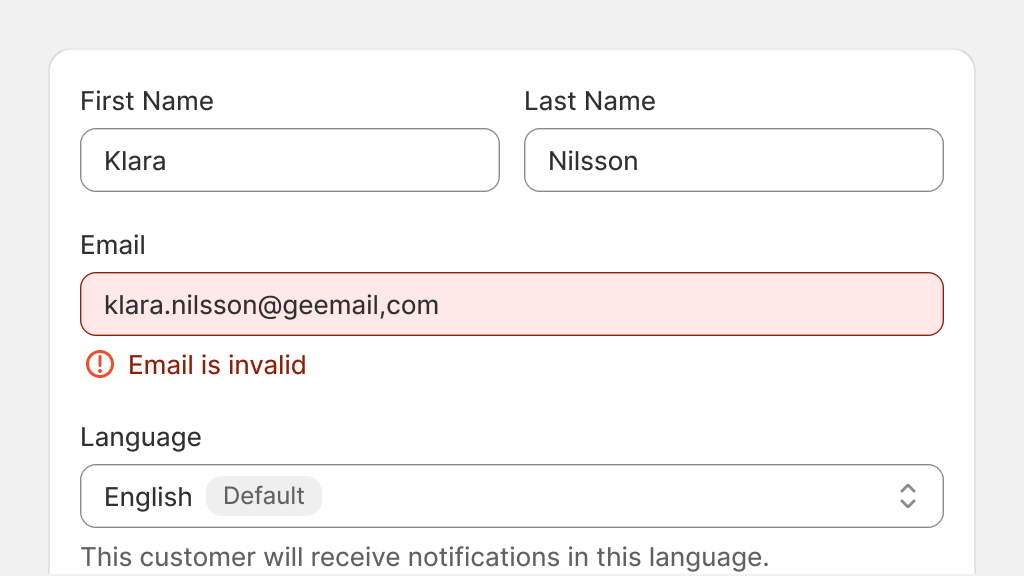 First Name
Last Name
Klara
Nilsson
Email
klara.nilsson@geemail,com
Email is invalid
Language
English Default
This customer will receive notifications in this language.